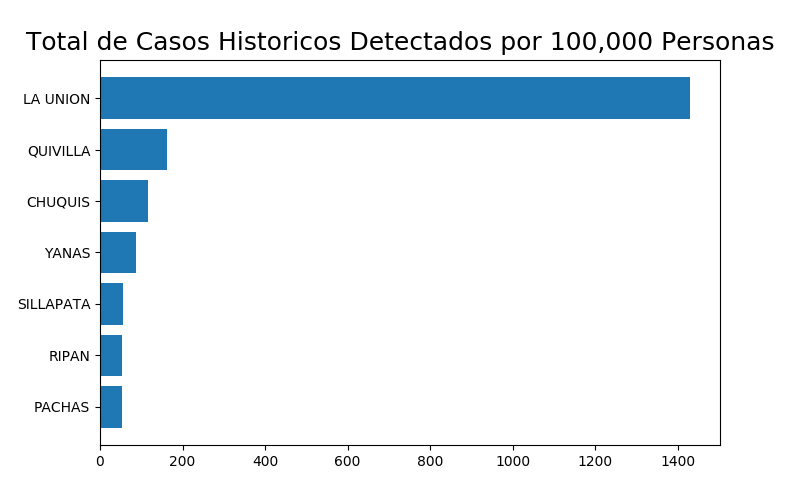 Total de Casos Historicos Detectados por 100,000 Personas
LA UNION
QUIVILLA
CHUQUIS
YANAS
SILLAPATA
RIPAN
PACHAS
0 200 400 600 800 1000 1200 1400